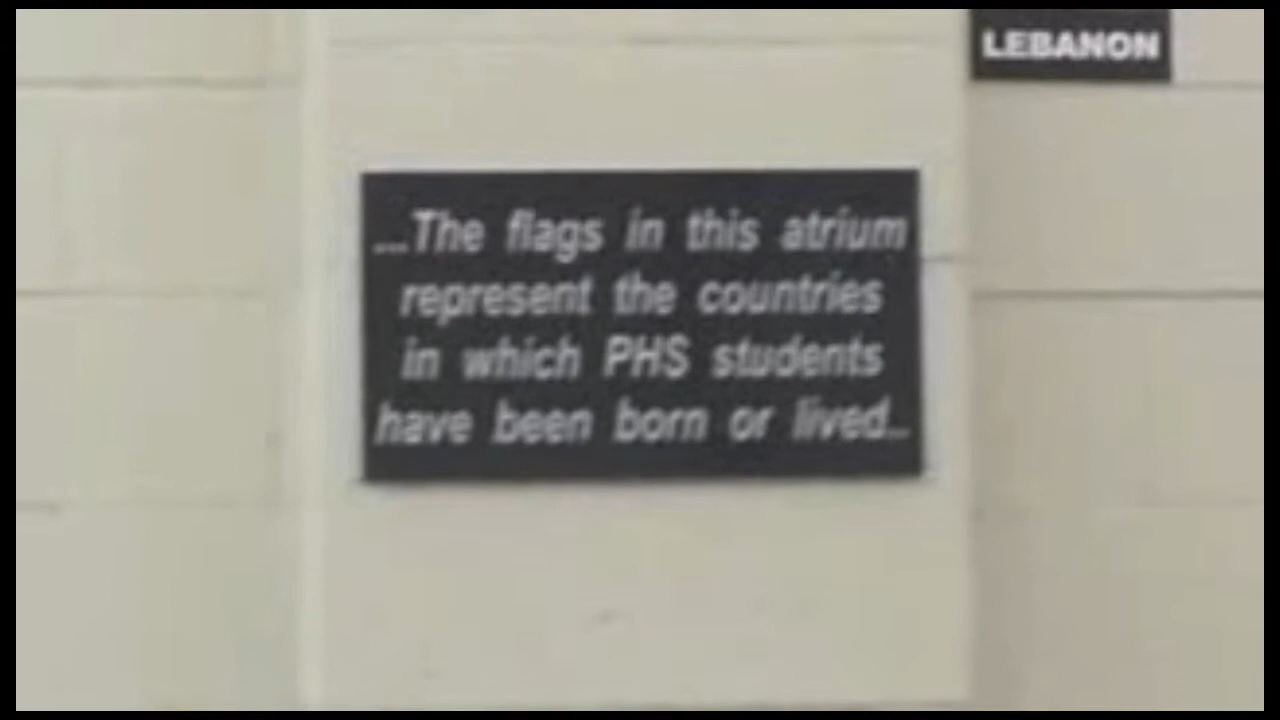 LEBANON
...The flags in this atrium
represent the countries
in which PHS students
have been born or lived..